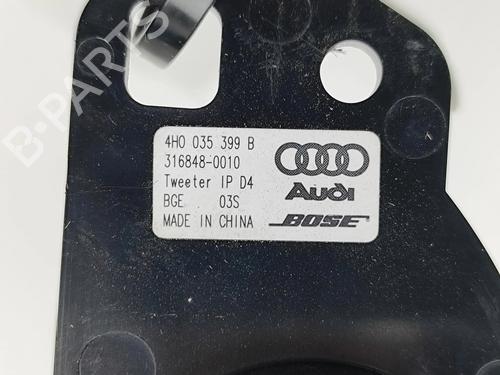 B-PARTS
4H0 035 399 B
316848-0010
Tweeter IP D4
BGE 03S
MADE IN CHINA
Audi
BOSE